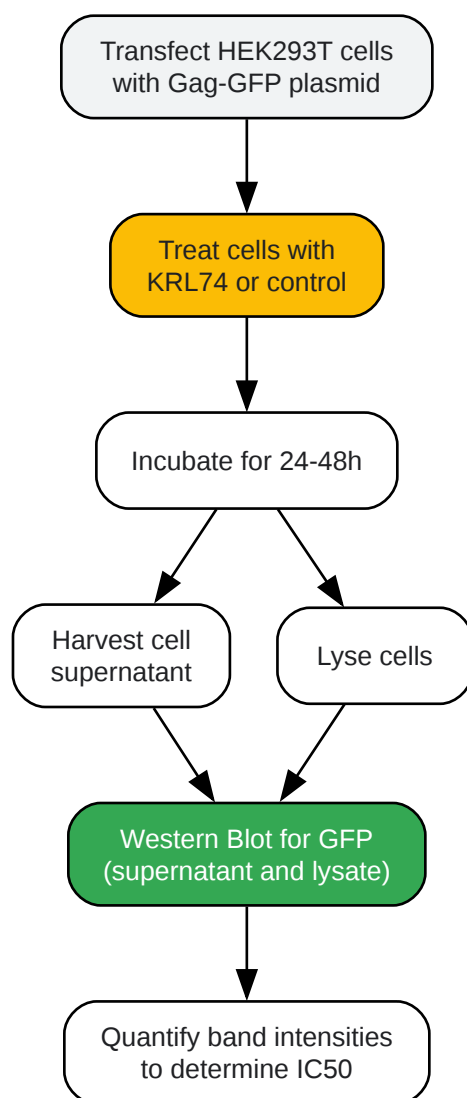 Transfect HEK293T cells
with Gag-GFP plasmid
Treat cells with
KRL74 or control
Incubate for 24-48h
Harvest cell
supernatant
Lyse cells
Western Blot for GFP
(supernatant and lysate)
Quantify band intensities
to determine IC50